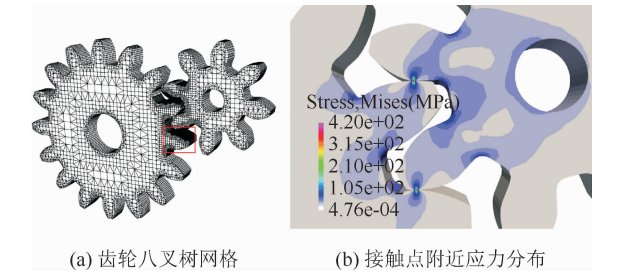 Stress,Mises(MPa)
4.20e+02
3.15e+02
2.10e+02
1.05e+02
4.76e-04
(a) 齿轮八叉树网格
(b) 接触点附近应力分布